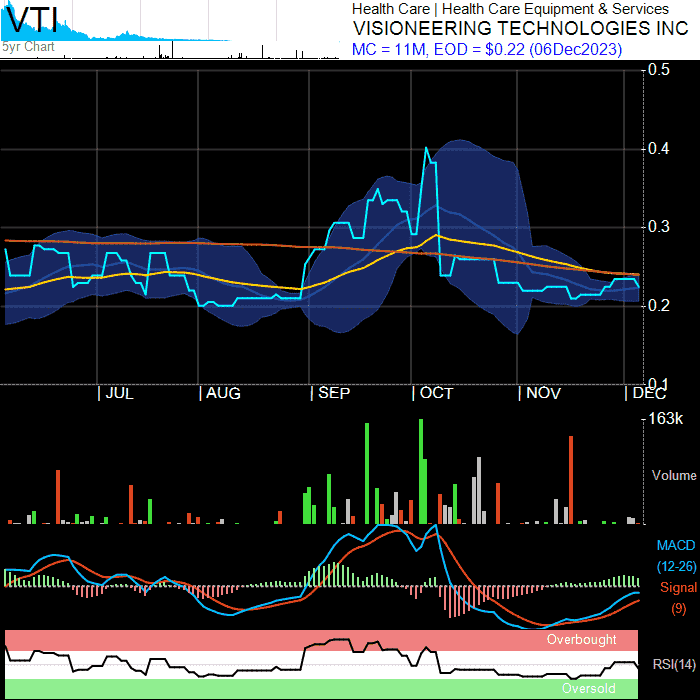 VTI
5yr Chart
Health Care | Health Care Equipment & Services
VISIONEERING TECHNOLOGIES INC
MC = 11M, EOD = $0.22 (06Dec2023)
0.5
0.4
0.3
0.2
0.1
| JUL | AUG | SEP | OCT | NOV | DEC
163k
Volume
MACD
(12-26)
Signal
(9)
Overbought
RSI(14)
Oversold